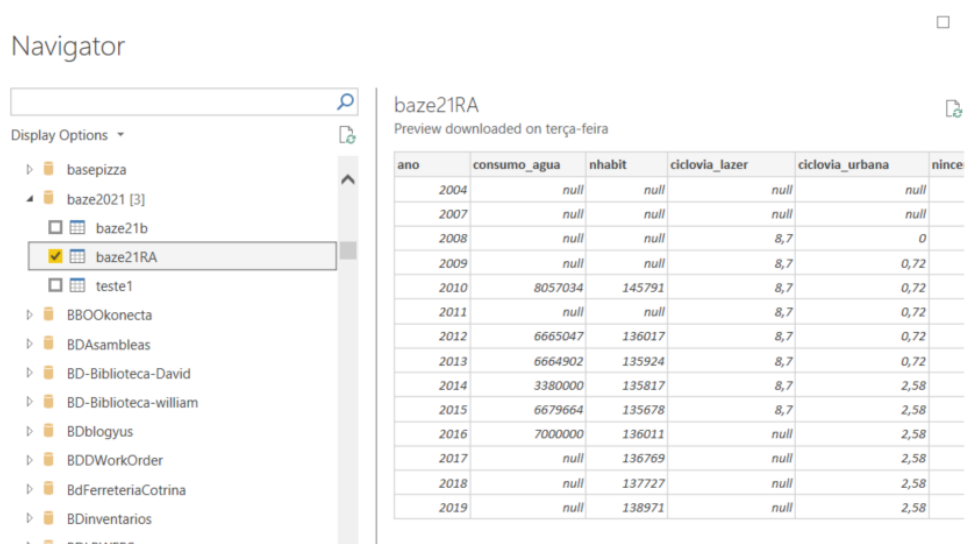 Navigator
Display Options
basepizza
baze2021 [3]
baze21b
baze21RA
teste1
BBOOkonecta
BDAsambleas
BD-Biblioteca-David
BD-Biblioteca-william
BDblogyus
BDDWorkOrder
BdFerreteriaCotrina
BDinventarios
baze21RA
Preview downloaded on terça-feira
ano consumo_agua nhabit ciclovia_lazer ciclovia_urbana nince
2004 null null null null
2007 null null null null
2008 null null 8,7 0
2009 null null 8,7 0,72
2010 8057034 145791 8,7 0,72
2011 null null 8,7 0,72
2012 6665047 136017 8,7 0,72
2013 6664902 135924 8,7 0,72
2014 3380000 135817 8,7 2,58
2015 6679664 135678 8,7 2,58
2016 7000000 136011 null 2,58
2017 null 136769 null 2,58
2018 null 137727 null 2,58
2019 null 138971 null 2,58